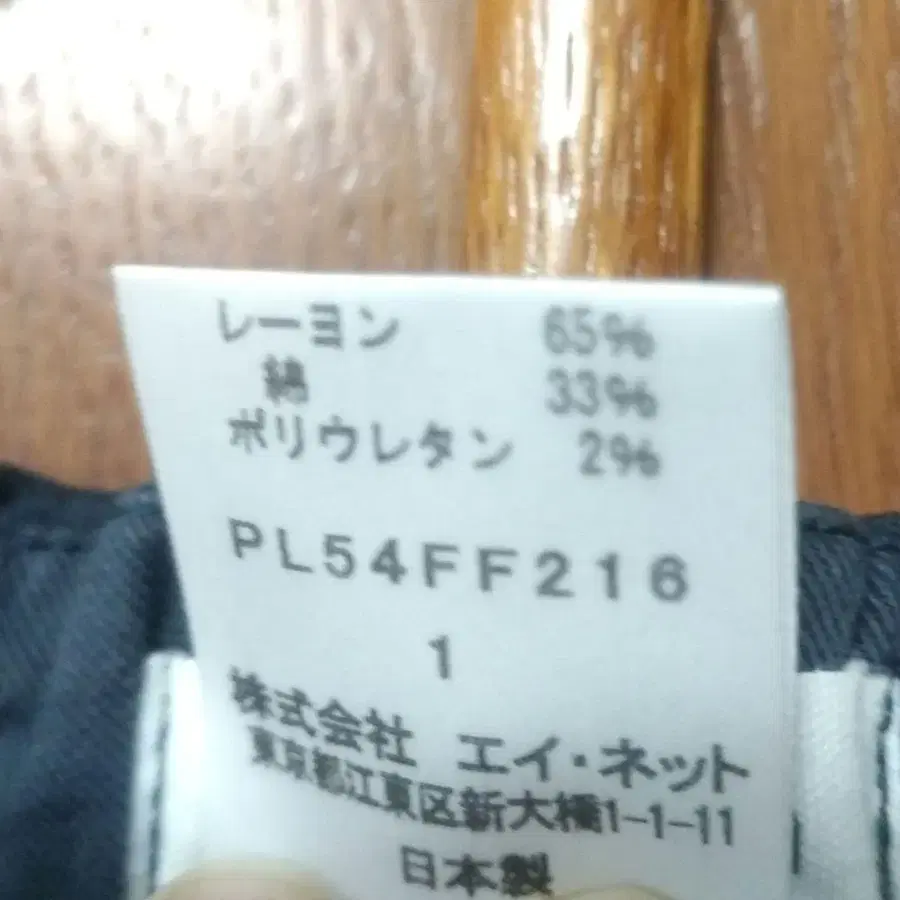 レーヨン 65%
綿 33%
ポリウレタン 2%
PL54FF216
1
株式会社 エイ・ネット
東京都江東区新大橋1-1-11
日本製